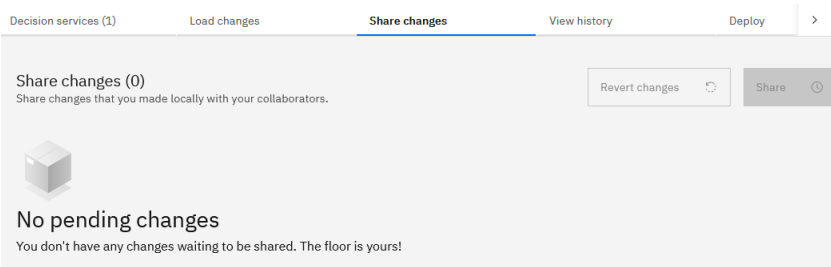 Decision services (1) Load changes Share changes View history Deploy
Share changes (0)
Share changes that you made locally with your collaborators.
Revert changes Share
No pending changes
You don't have any changes waiting to be shared. The floor is yours!